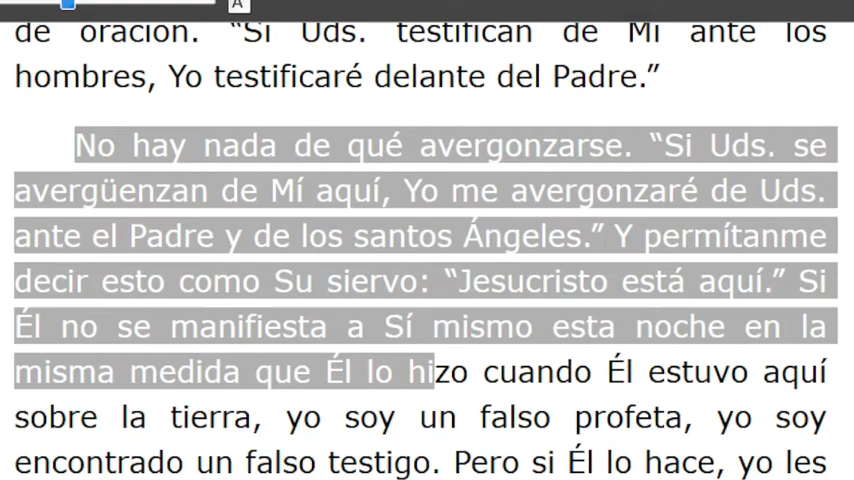 A
de oración. “Si Uds. testifican de Mí ante los
hombres, Yo testificaré delante del Padre.”
No hay nada de qué avergonzarse. “Si Uds. se
avergüenzan de Mí aquí, Yo me avergonzaré de Uds.
ante el Padre y de los santos Ángeles.” Y permítanme
decir esto como Su siervo: “Jesucristo está aquí.” Si
Él no se manifiesta a Sí mismo esta noche en la
misma medida que Él lo hizo cuando Él estuvo aquí
sobre la tierra, yo soy un falso profeta, yo soy
encontrado un falso testigo. Pero si Él lo hace, yo les